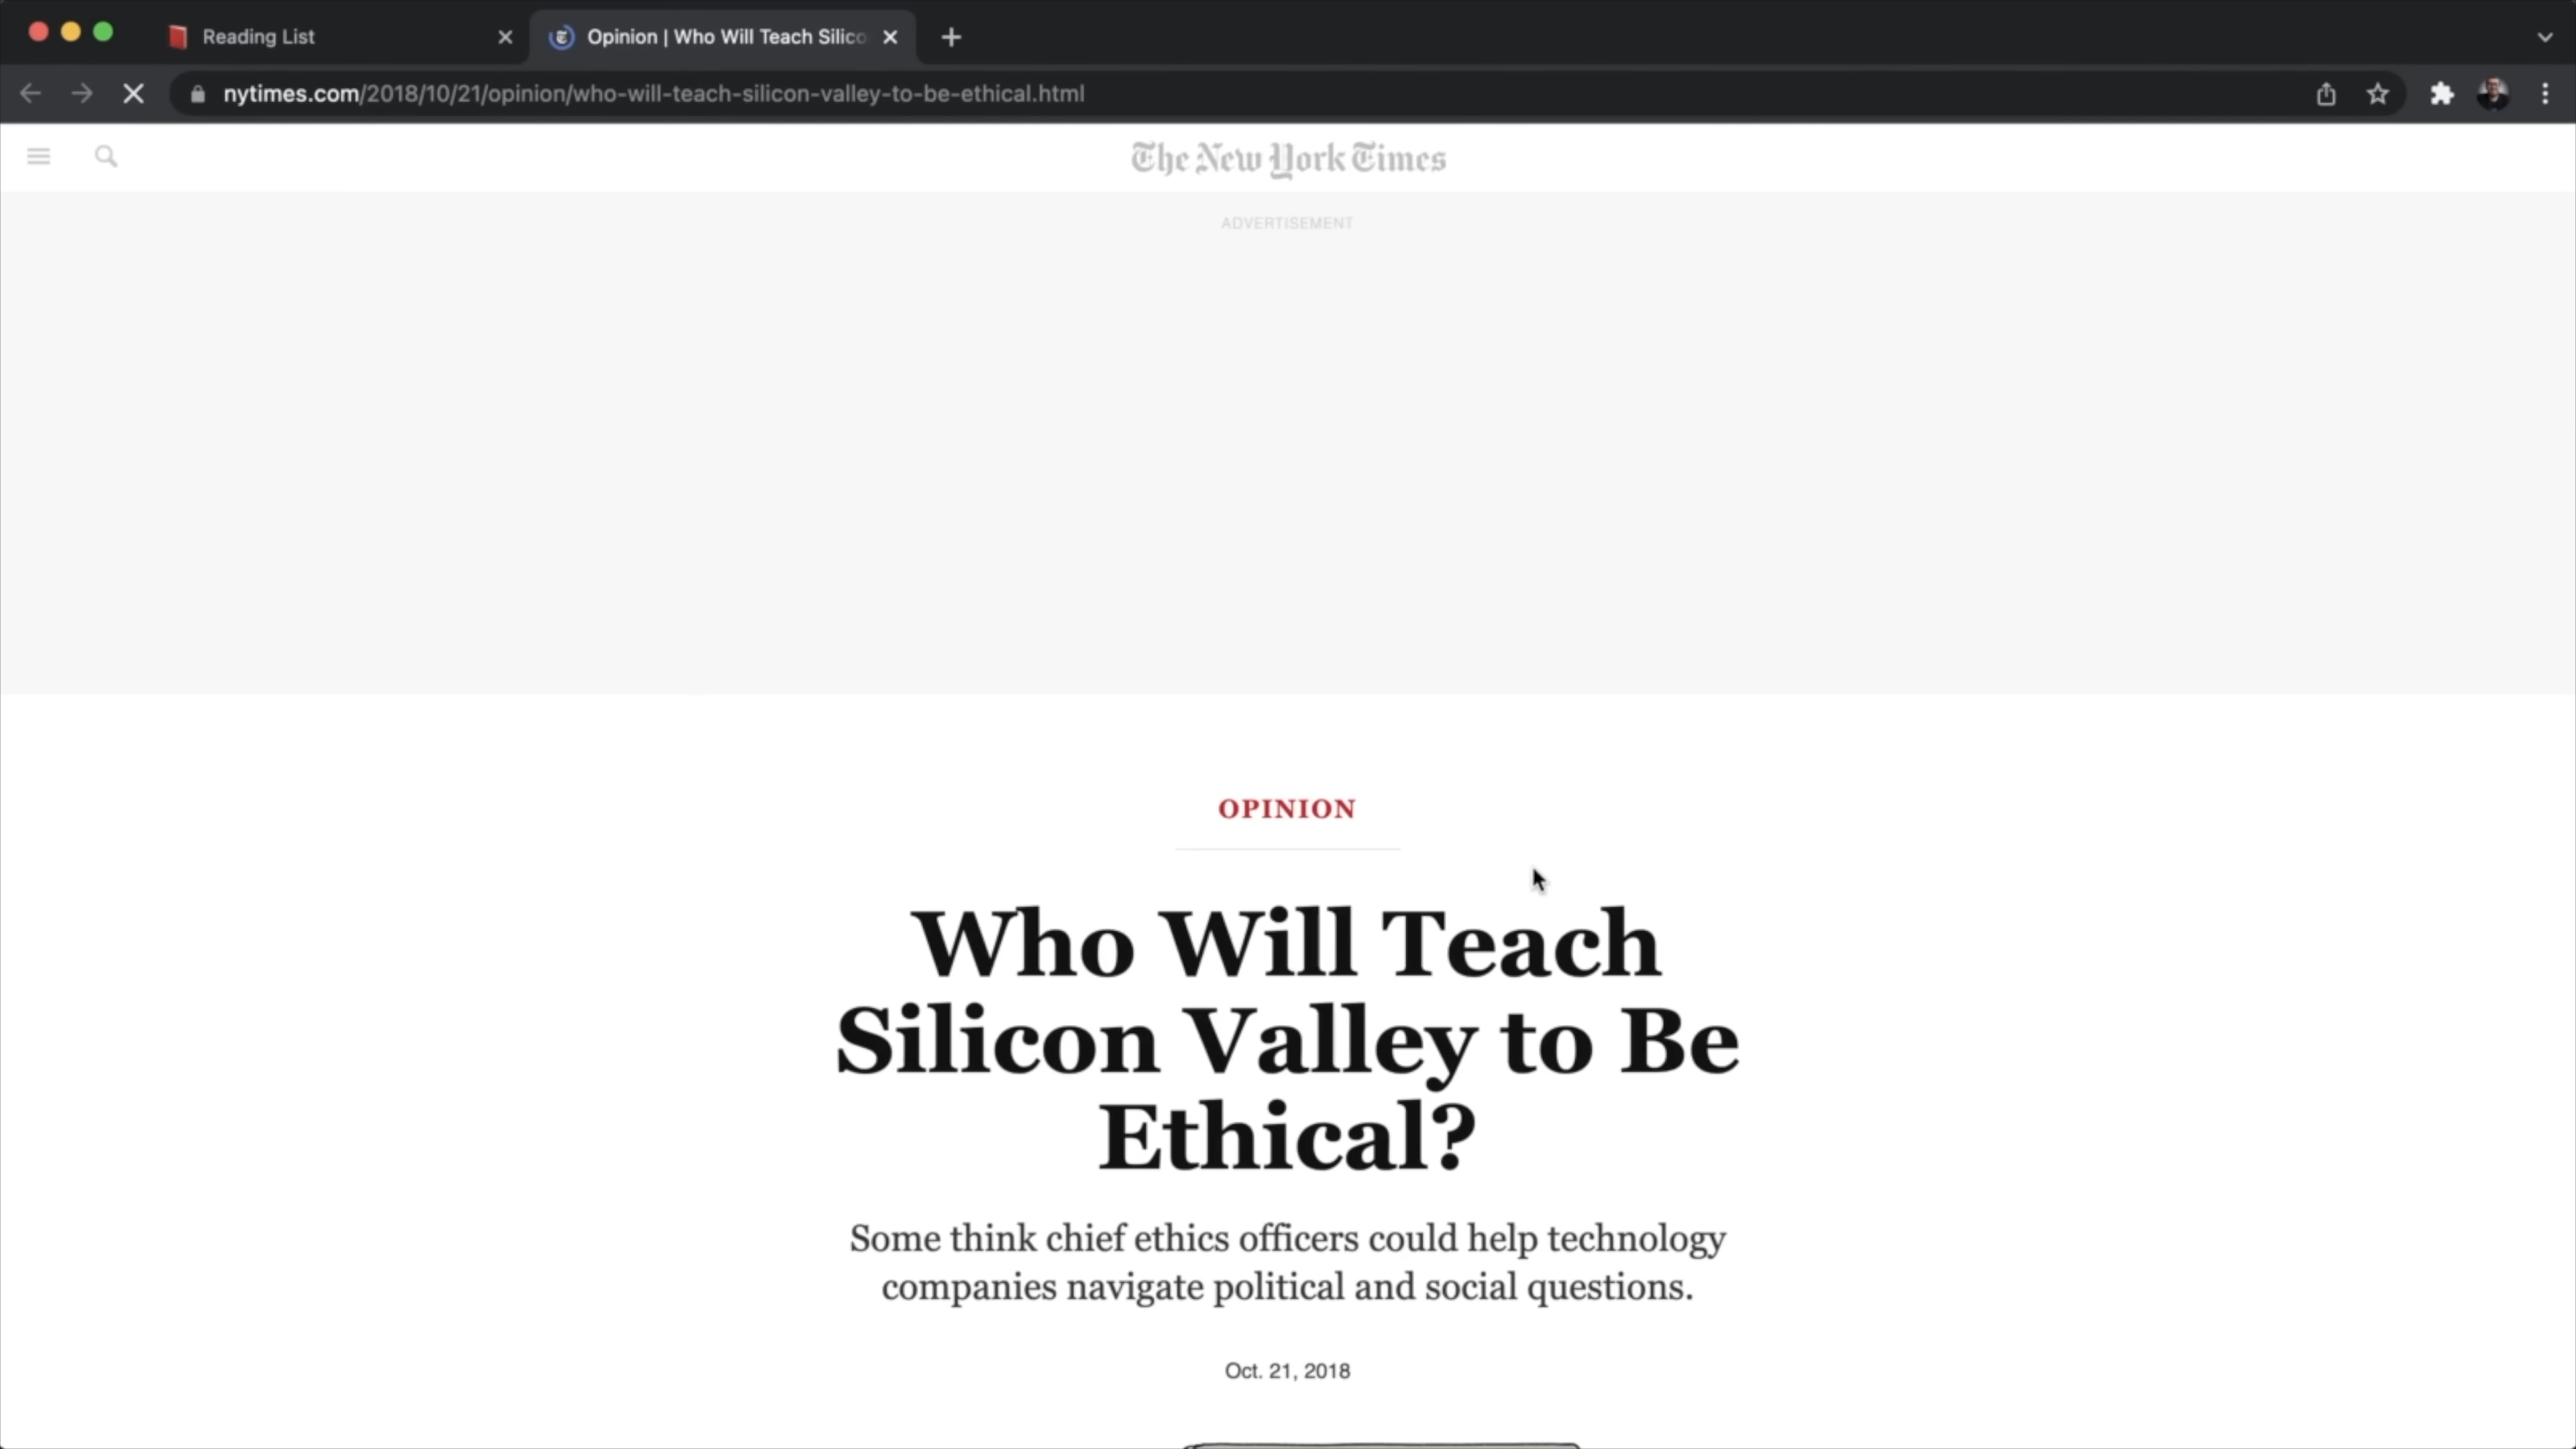 Reading List
Opinion | Who Will Teach Silico
nytimes.com/2018/10/21/opinion/who-will-teach-silicon-valley-to-be-ethical.html
The New York Times
ADVERTISEMENT
OPINION
Who Will Teach
Silicon Valley to Be
Ethical?
Some think chief ethics officers could help technology
companies navigate political and social questions.
Oct. 21, 2018